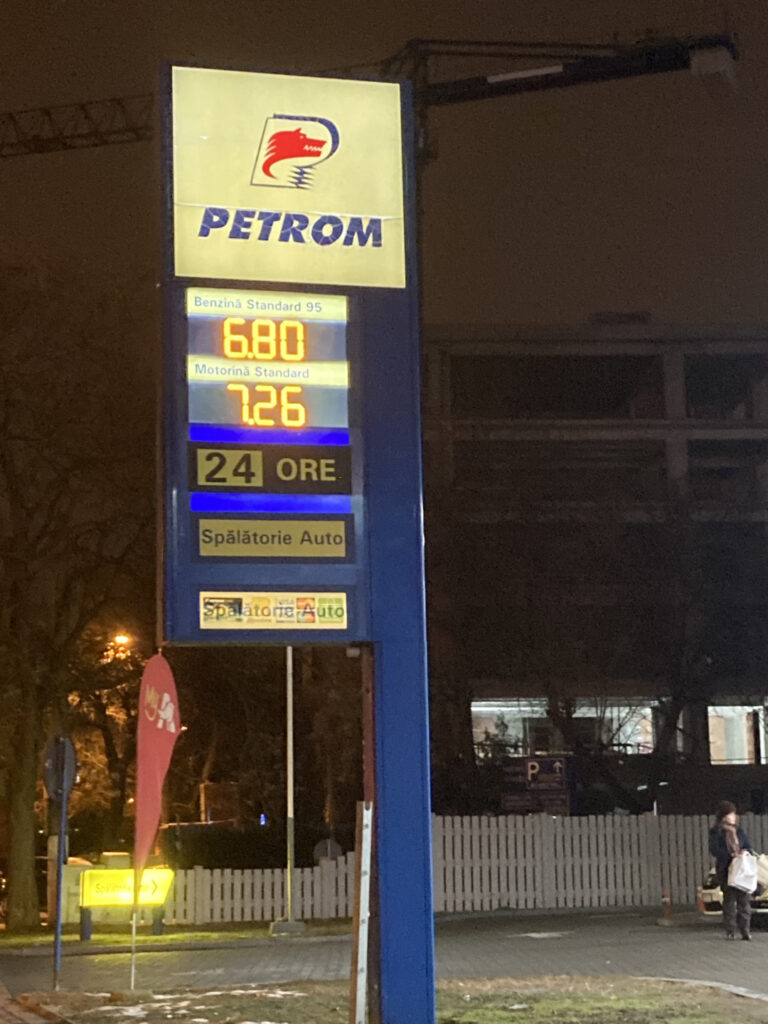 PETROM
Benzină Standard 95
6.80
Motorină Standard
7.26
24 ORE
Spălătorie Auto
Spălătorie Auto
P